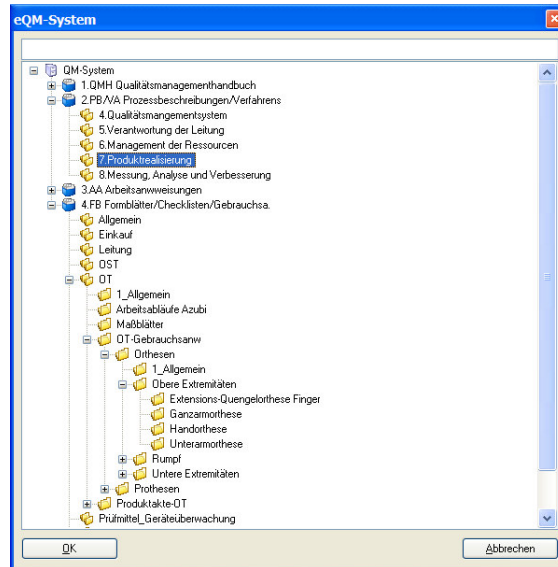 eQM-System
QM-System
1.QMH Qualitätsmanagementhandbuch
2.PB/VA Prozessbeschreibungen/Verfahrens
4.Qualitätsmangementsystem
5.Verantwortung der Leitung
6.Management der Ressourcen
7.Produktrealisierung
8.Messung, Analyse und Verbesserung
3.AA Arbeitsanwweisungen
4.FB Formblätter/Checklisten/Gebrauchsa.
Allgemein
Einkauf
Leitung
OST
OT
1_Allgemein
Arbeitsabläufe Azubi
Maßblätter
OT-Gebrauchsanw
Orthesen
1_Allgemein
Obere Extremitäten
Extensions-Quengelorthese Finger
Ganzarmorthese
Handorthese
Unterarmorthese
Rumpf
Untere Extremitäten
Prothesen
Produktakte-OT
Prüfmittel_Geräteüberwachung
OK Abbrechen